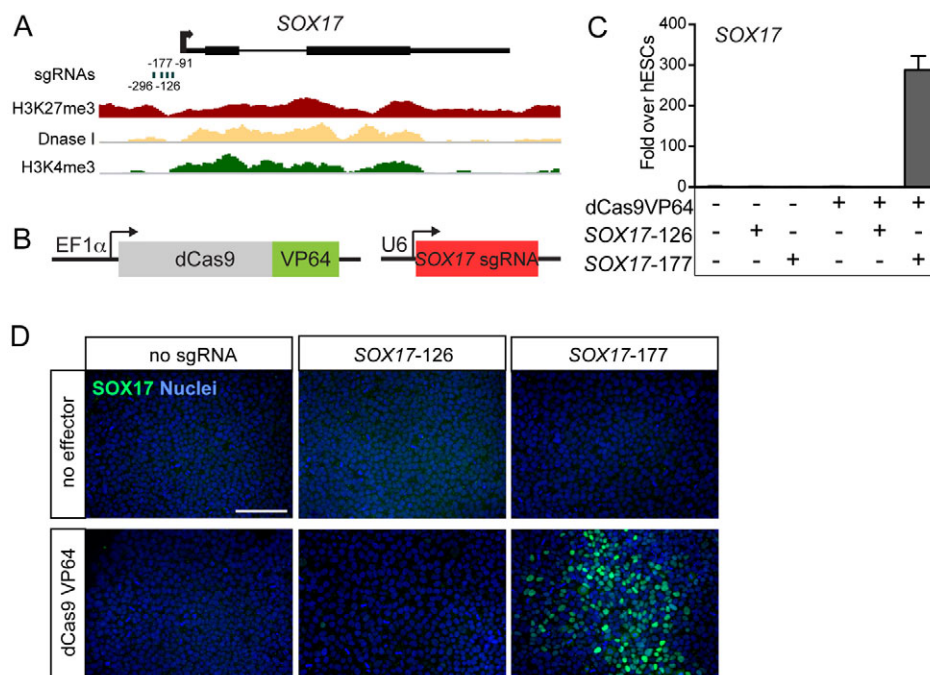 A
SOX17
-177 -91
sgRNAs
-296 -126
H3K27me3
Dnase I
H3K4me3
B
EF1α
dCas9
VP64
U6
SOX17 sgRNA
C
SOX17
Fold over hESCs
400
300
200
100
0
dCas9VP64 - - - + + +
SOX17-126 - + - - + -
SOX17-177 - - + - - +
D
no sgRNA
SOX17-126
SOX17-177
no effector
SOX17 Nuclei
dCas9 VP64